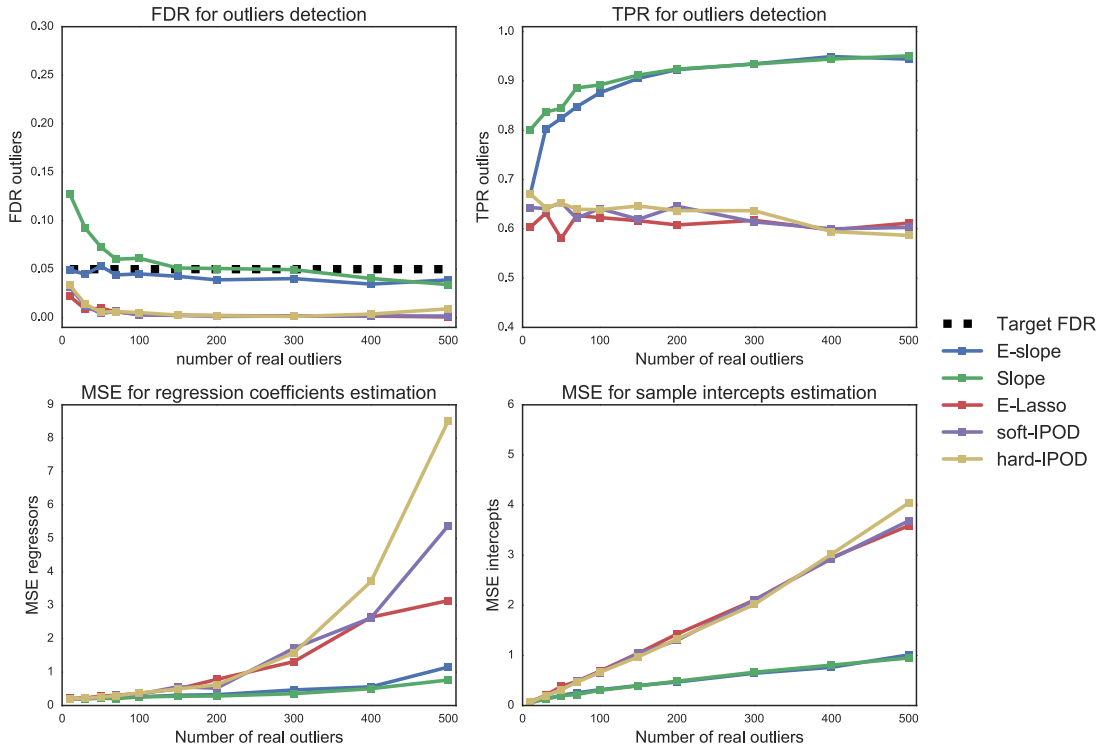 FDR for outliers detection
0.30
0.25
0.20
0.15
0.10
0.05
0.00
FDR outliers
0 100 200 300 400 500
number of real outliers
TPR for outliers detection
1.0
0.9
0.8
0.7
0.6
0.5
0.4
TPR outliers
0 100 200 300 400 500
Number of real outliers
Target FDR
E-slope
Slope
E-Lasso
soft-IPOD
hard-IPOD
MSE for regression coefficients estimation
9
8
7
6
5
4
3
2
1
0
MSE regressors
0 100 200 300 400 500
Number of real outliers
MSE for sample intercepts estimation
6
5
4
3
2
1
0
MSE intercepts
0 100 200 300 400 500
Number of real outliers